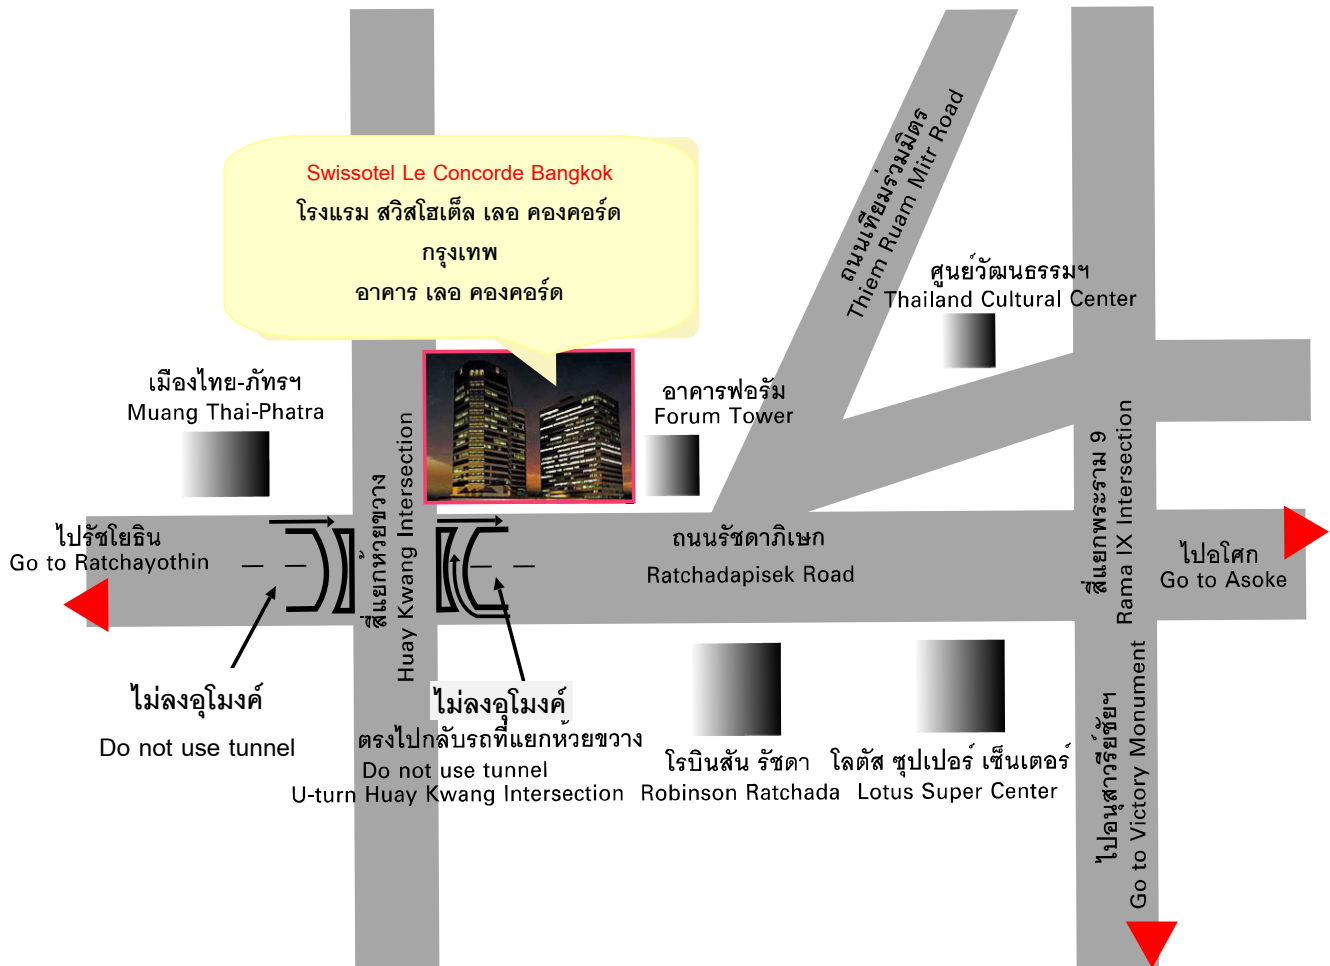 Swissotel Le Concorde Bangkok
โรงแรม สวิสโฮเต็ล เลอ คองคอร์ด
กรุงเทพ
อาคาร เลอ คองคอร์ด
ถนนเทียมร่วมมิตร
Thiem Ruam Mitr Road
ศูนย์วัฒนธรรมฯ
Thailand Cultural Center
เมืองไทย-ภัทรฯ
Muang Thai-Phatra
อาคารฟอรัม
Forum Tower
สี่แยกห้วยขวาง
Huay Kwang Intersection
สี่แยกพระราม 9
Rama IX Intersection
ไปรัชโยธิน
Go to Ratchayothin
ถนนรัชดาภิเษก
Ratchadapisek Road
ไปอโศก
Go to Asoke
ไม่ลงอุโมงค์
Do not use tunnel
ไม่ลงอุโมงค์
ตรงไปกลับรถที่แยกห้วยขวาง
Do not use tunnel
U-turn Huay Kwang Intersection
โรบินสัน รัชดา
Robinson Ratchada
โลตัส ซุปเปอร์ เซ็นเตอร์
Lotus Super Center
ไปอนุสาวรีย์ชัยฯ
Go to Victory Monument